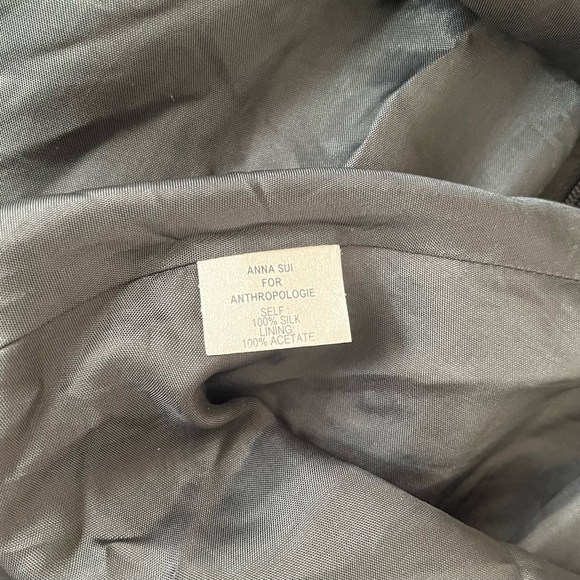 ANNA SUI
FOR
ANTHROPOLOGIE
SELF:
100% SILK
LINING:
100% ACETATE